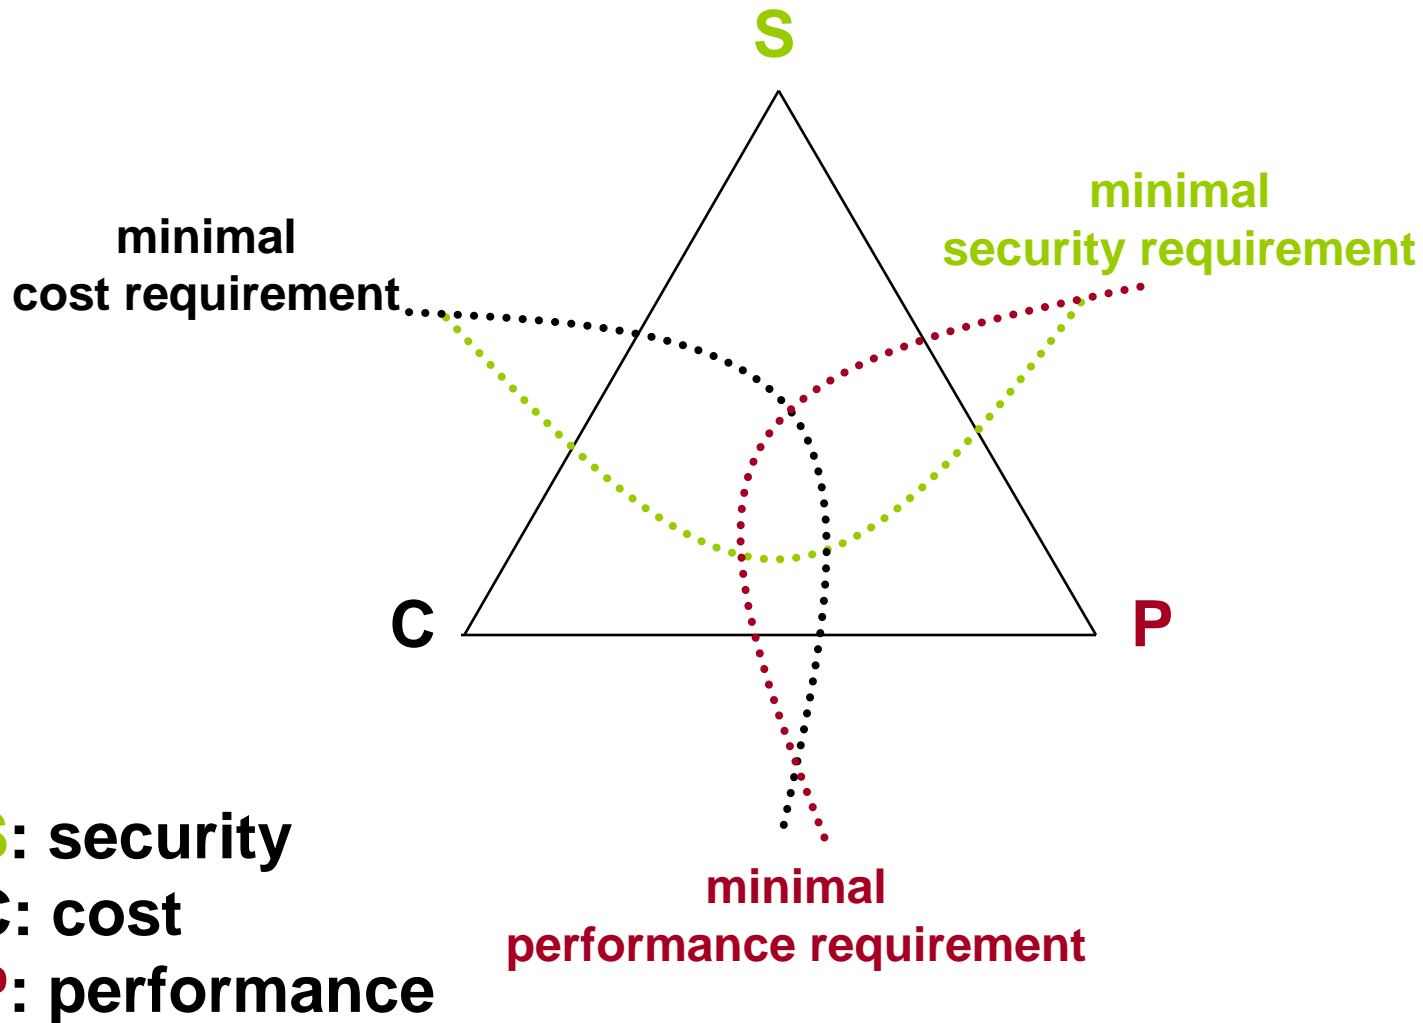 S
minimal
security requirement
minimal
cost requirement
C
P
S: security
C: cost
P: performance
minimal
performance requirement